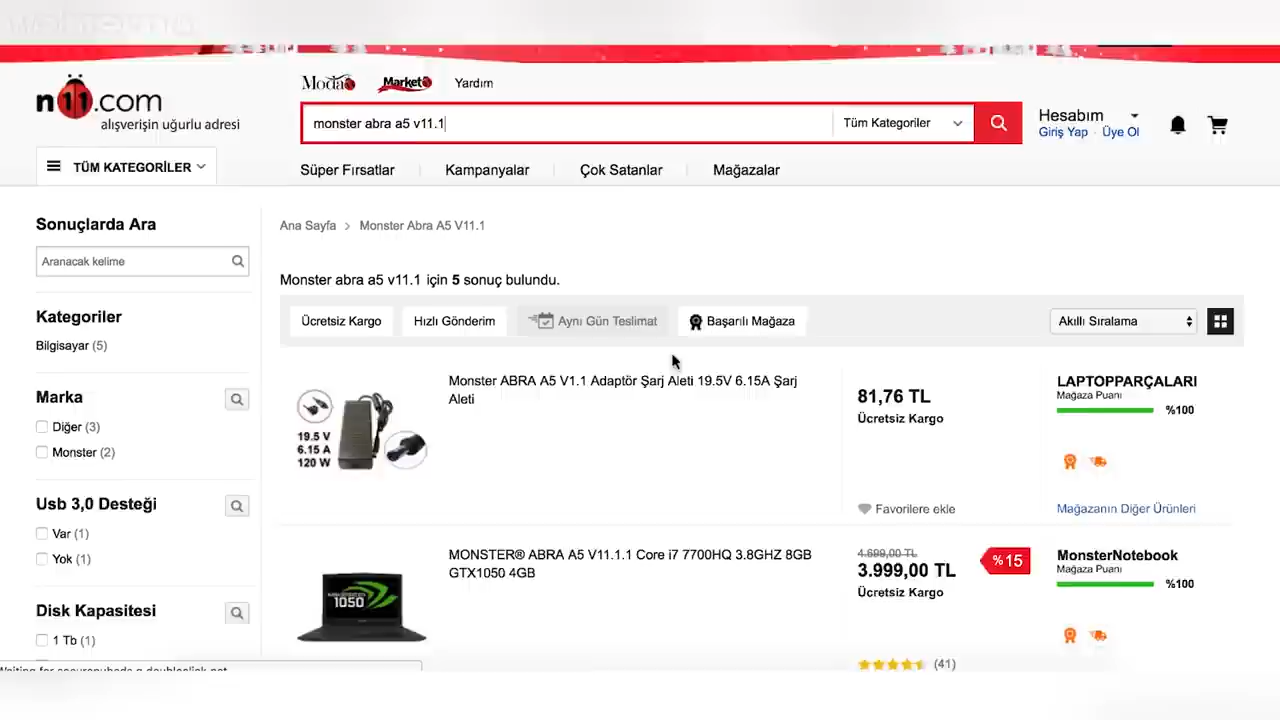 Moda
Market
Yardım
n11.com
alışverişin uğurlu adresi
monster abra a5 v11.1
Tüm Kategoriler
Hesabım
Giriş Yap · Üye Ol
TÜM KATEGORİLER
Süper Fırsatlar
Kampanyalar
Çok Satanlar
Mağazalar
Sonuçlarda Ara
Aranacak kelime
Kategoriler
Bilgisayar (5)
Marka
Diğer (3)
Monster (2)
Usb 3,0 Desteği
Var (1)
Yok (1)
Disk Kapasitesi
1 Tb (1)
Ana Sayfa > Monster Abra A5 V11.1
Monster abra a5 v11.1 için 5 sonuç bulundu.
Ücretsiz Kargo
Hızlı Gönderim
Aynı Gün Teslimat
Başarılı Mağaza
Akıllı Sıralama
19.5 V
6.15 A
120 W
Monster ABRA A5 V1.1 Adaptör Şarj Aleti 19.5V 6.15A Şarj
Aleti
81,76 TL
Ücretsiz Kargo
Favorilere ekle
LAPTOPPARÇALARI
Mağaza Puanı
%100
Mağazanın Diğer Ürünleri
1050
MONSTER® ABRA A5 V11.1.1 Core i7 7700HQ 3.8GHZ 8GB
GTX1050 4GB
4.699,00 TL
3.999,00 TL
Ücretsiz Kargo
%15
(41)
MonsterNotebook
Mağaza Puanı
%100